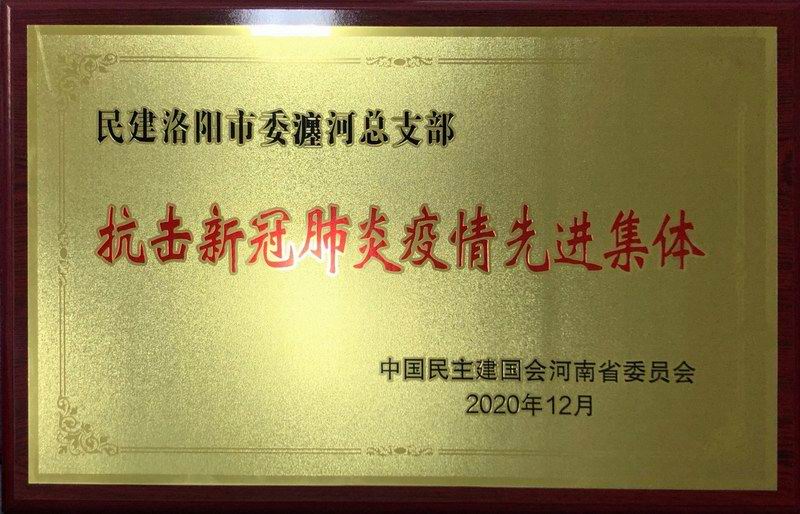 民建洛阳市委瀍河总支部
抗击新冠肺炎疫情先进集体
中国民主建国会河南省委员会
2020年12月